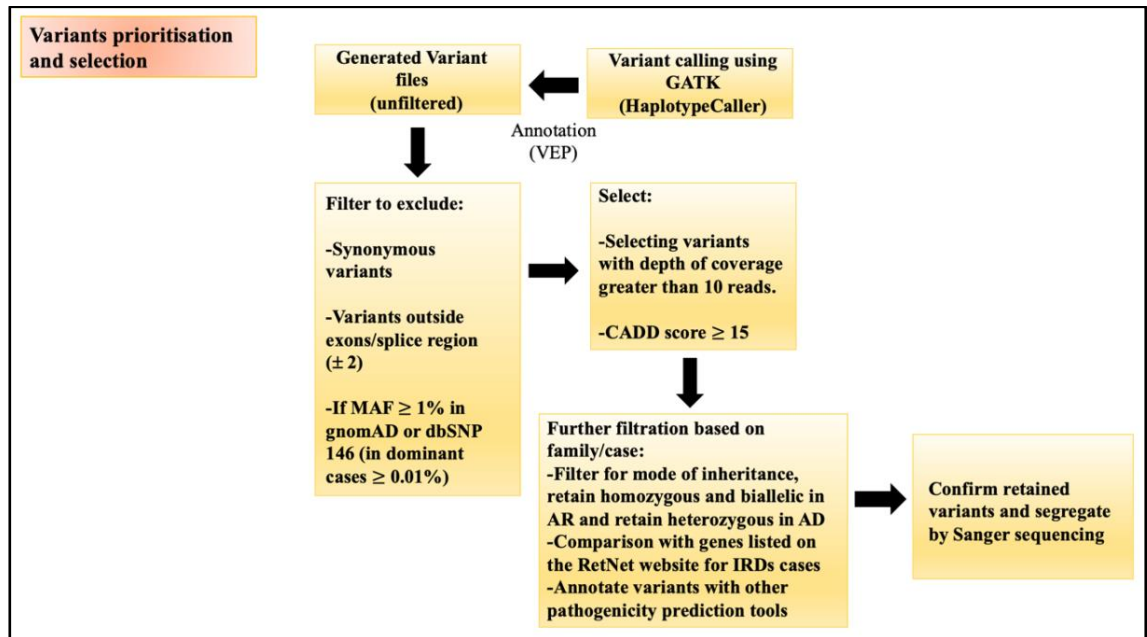 Variants prioritisation
and selection
Generated Variant
files
(unfiltered)
Variant calling using
GATK
(HaplotypeCaller)
Annotation
(VEP)
Filter to exclude:
-Synonymous
variants
-Variants outside
exons/splice region
(± 2)
-If MAF ≥ 1% in
gnomAD or dbSNP
146 (in dominant
cases ≥ 0.01%)
Select:
-Selecting variants
with depth of coverage
greater than 10 reads.
-CADD score ≥ 15
Further filtration based on
family/case:
-Filter for mode of inheritance,
retain homozygous and biallelic in
AR and retain heterozygous in AD
-Comparison with genes listed on
the RetNet website for IRDs cases
-Annotate variants with other
pathogenicity prediction tools
Confirm retained
variants and segregate
by Sanger sequencing